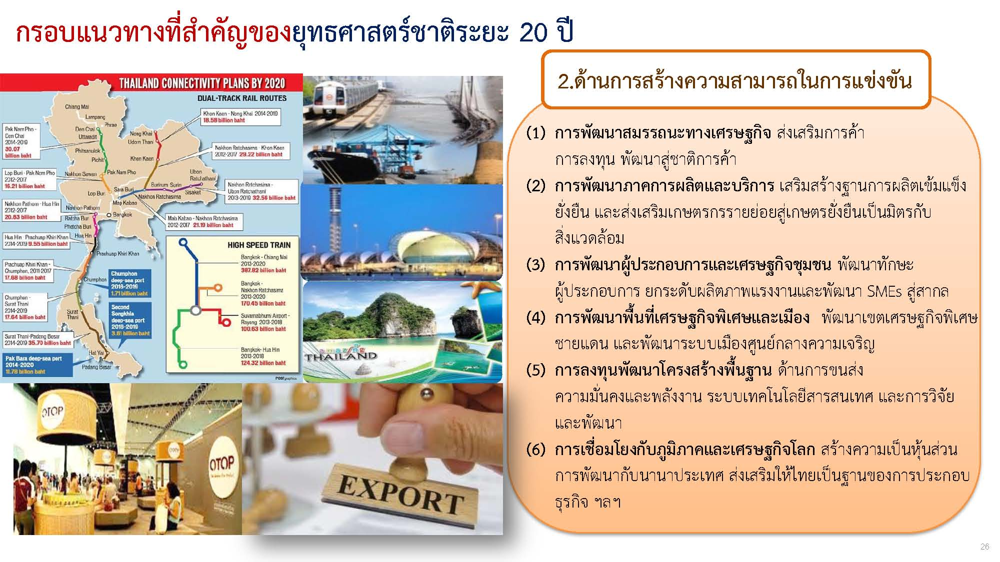 กรอบแนวทางที่สำคัญของยุทธศาสตร์ชาติระยะ 20 ปี
THAILAND CONNECTIVITY PLANS BY 2020
DUAL-TRACK RAIL ROUTES
Chiang Mai
Lampang
Phrae
Den Chai
Uttaradit
Phitsanulok
Pichit
Nakhon Sawan
Pak Nam Pho
Lop Buri
Sara Buri
Map Kabao
Nakhon Ratchasima
Burirum Surin
Sisaket
Ubon
Ratchathani
Nong Khai
Udom Thani
Khen Kaen
Nakhon Pathom
Bangkok
Ratcha Buri
Phetcha Buri
Hua Hin
Prachuap Khiri Khan
Chumphon
Surat
Thani
Hat Yai
Padang Besar
Khon Kaen - Nong Khai 2014-2019
18.58 billion baht
Nakhon Ratchasima - Khon Kaen
2012-2017 29.22 billion baht
Nakhon Ratchasima -
Ubon Ratchathani
2013-2019 32.56 billion baht
Mab Kabao - Nakhon Ratchasima
2012-2017 21.19 billion baht
Pak Nam Pho -
Den Chai
2014-2019
30.07
billion baht
Lop Buri - Pak Nam Pho
2012-2017
16.21 billion baht
Nakhon Pathom - Hua Hin
2012-2017
20.83 billion baht
Hua Hin - Prachuap Khiri Khan
2014-2019 9.55 billion baht
Prachuap Khiri Khan -
Chumphon, 2011-2017
17.68 billion baht
Chumphon -
Surat Thani
2014-2019
17.64 billion baht
Surat Thani-Padang Besar
2014-2019 35.70 billion baht
Chumphon
deep-sea port
2016-2019
1.71 billion baht
Second
Songkhla
deep-sea port
2016-2019
3.61 billion baht
Pak Bara deep-sea port
2014-2020
11.78 billion baht
HIGH SPEED TRAIN
Bangkok - Chiang Mai
2013-2020
387.82 billion baht
Bangkok -
Nakhon Ratchasima
2013-2020
170.45 billion baht
Suvarnabhumi Airport -
Rayong 2013-2018
100.63 billion baht
Bangkok- Hua Hin
2013-2018
124.32 billion baht
POSTgraphics
amazing
THAILAND
OTOP
OTOP
EXPORT
2.ด้านการสร้างความสามารถในการแข่งขัน
(1) การพัฒนาสมรรถนะทางเศรษฐกิจ ส่งเสริมการค้า
การลงทุน พัฒนาสู่ชาติการค้า
(2) การพัฒนาภาคการผลิตและบริการ เสริมสร้างฐานการผลิตเข้มแข็ง
ยั่งยืน และส่งเสริมเกษตรกรรายย่อยสู่เกษตรยั่งยืนเป็นมิตรกับ
สิ่งแวดล้อม
(3) การพัฒนาผู้ประกอบการและเศรษฐกิจชุมชน พัฒนาทักษะ
ผู้ประกอบการ ยกระดับผลิตภาพแรงงานและพัฒนา SMEs สู่สากล
(4) การพัฒนาพื้นที่เศรษฐกิจพิเศษและเมือง พัฒนาเขตเศรษฐกิจพิเศษ
ชายแดน และพัฒนาระบบเมืองศูนย์กลางความเจริญ
(5) การลงทุนพัฒนาโครงสร้างพื้นฐาน ด้านการขนส่ง
ความมั่นคงและพลังงาน ระบบเทคโนโลยีสารสนเทศ และการวิจัย
และพัฒนา
(6) การเชื่อมโยงกับภูมิภาคและเศรษฐกิจโลก สร้างความเป็นหุ้นส่วน
การพัฒนากับนานาประเทศ ส่งเสริมให้ไทยเป็นฐานของการประกอบ
ธุรกิจ ฯลฯ
26